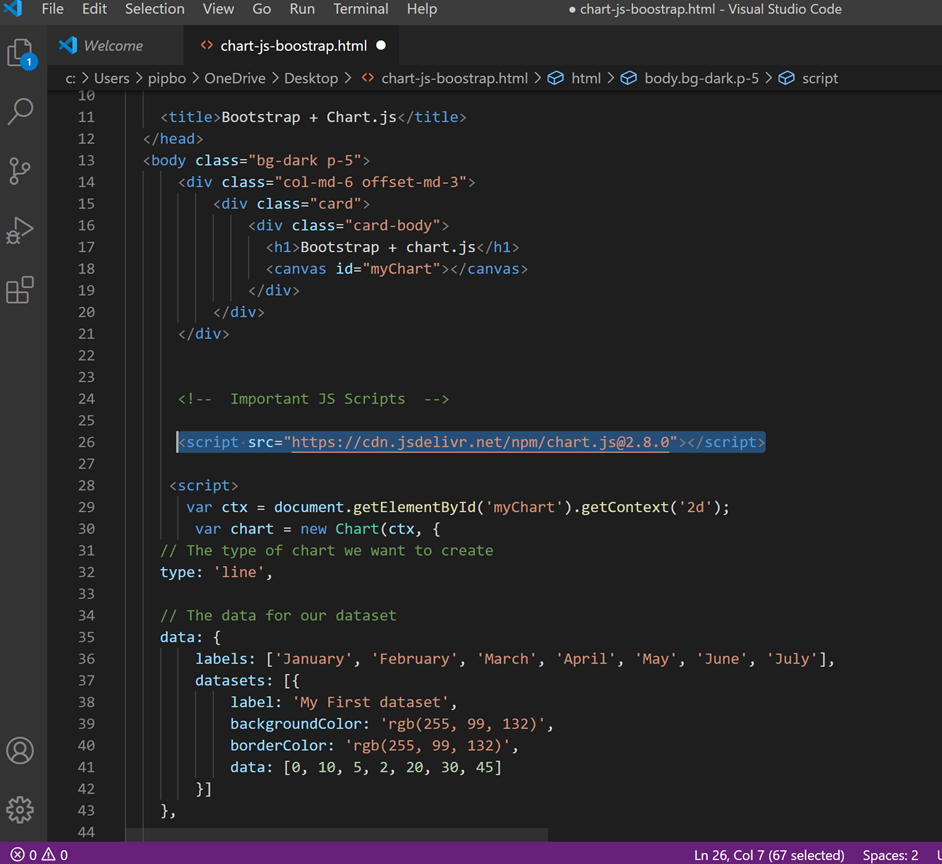 File Edit Selection View Go Run Terminal Help ● chart-js-boostrap.html - Visual Studio Code
Welcome <> chart-js-boostrap.html ●
c: > Users > pipbo > OneDrive > Desktop > <> chart-js-boostrap.html > html > body.bg-dark.p-5 > script
1
10
11 <title>Bootstrap + Chart.js</title>
12 </head>
13 <body class="bg-dark p-5">
14 <div class="col-md-6 offset-md-3">
15 <div class="card">
16 <div class="card-body">
17 <h1>Bootstrap + chart.js</h1>
18 <canvas id="myChart"></canvas>
19 </div>
20 </div>
21 </div>
22
23
24 <!--  Important JS Scripts  -->
25
26 <script src="https://cdn.jsdelivr.net/npm/chart.js@2.8.0"></script>
27
28 <script>
29 var ctx = document.getElementById('myChart').getContext('2d');
30 var chart = new Chart(ctx, {
31 // The type of chart we want to create
32 type: 'line',
33
34 // The data for our dataset
35 data: {
36 labels: ['January', 'February', 'March', 'April', 'May', 'June', 'July'],
37 datasets: [{
38 label: 'My First dataset',
39 backgroundColor: 'rgb(255, 99, 132)',
40 borderColor: 'rgb(255, 99, 132)',
41 data: [0, 10, 5, 2, 20, 30, 45]
42 }]
43 },
44
0 0 Ln 26, Col 7 (67 selected) Spaces: 2